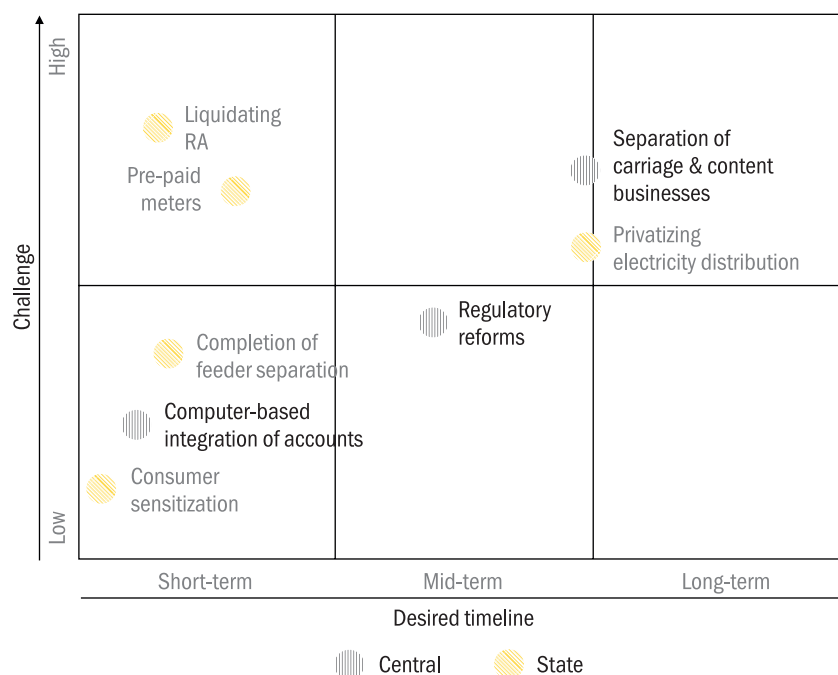 High
Liquidating
RA
Pre-paid
meters
Separation of
carriage & content
businesses
Privatizing
electricity distribution
Challenge
Regulatory
reforms
Completion of
feeder separation
Computer-based
integration of accounts
Consumer
sensitization
Low
Short-term
Mid-term
Long-term
Desired timeline
Central
State